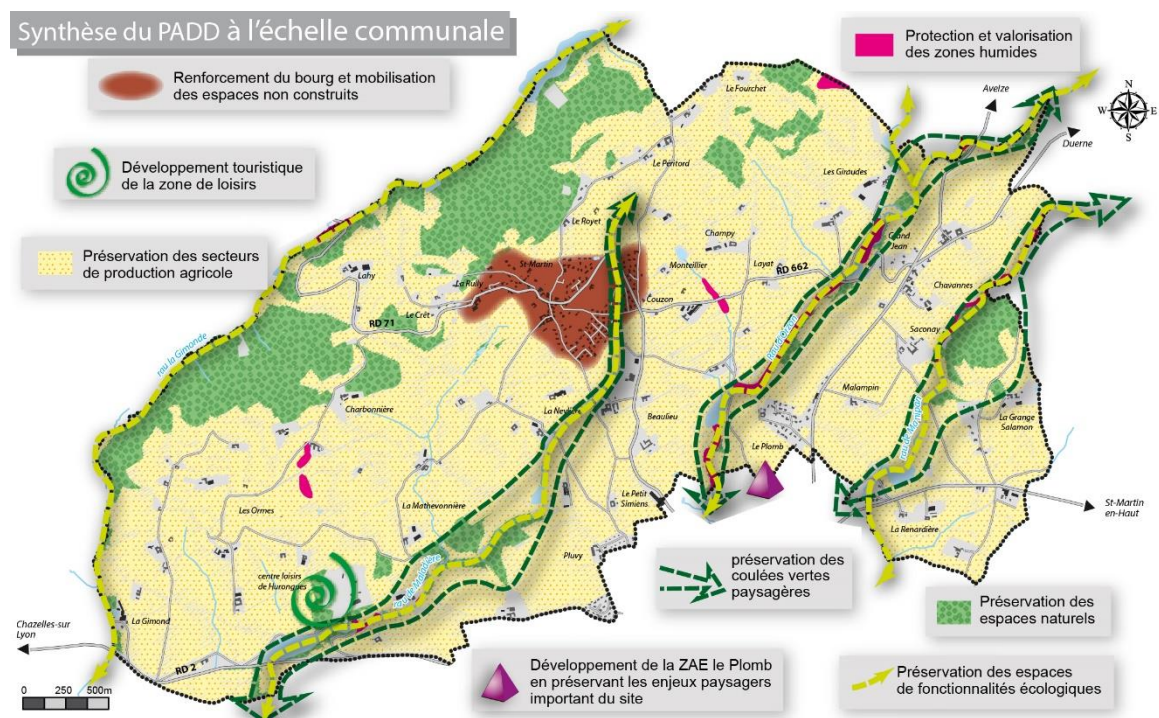 Synthèse du PADD à l'échelle communale
Renforcement du bourg et mobilisation
des espaces non construits
Développement touristique
de la zone de loisirs
Préservation des secteurs
de production agricole
Protection et valorisation
des zones humides
Aveize
Duerne
N
W
E
S
Le Fourchet
Le Péritord
Les Giraudes
Le Royet
Champy
Grand
Jean
St-Martin
Monteillier
Layat
RD 662
La Rully
Lahy
Couzon
Chavannes
Le Crêt
RD 71
Saconay
rau la Gimonde
Malampin
Charbonnière
La Neylière
Beaulieu
La Grange
Salamon
Le Plomb
Le Petit
Simiens
St-Martin
en-Haut
Les Ormes
La Mathevonnière
La Renardière
Pluvy
centre loisirs
de Hurongues
La Gimond
Chazelles-sur
Lyon
RD 2
0 250 500m
préservation des
coulées vertes
paysagères
Préservation des
espaces naturels
Développement de la ZAE le Plomb
en préservant les enjeux paysagers
important du site
Préservation des espaces
de fonctionnalités écologiques